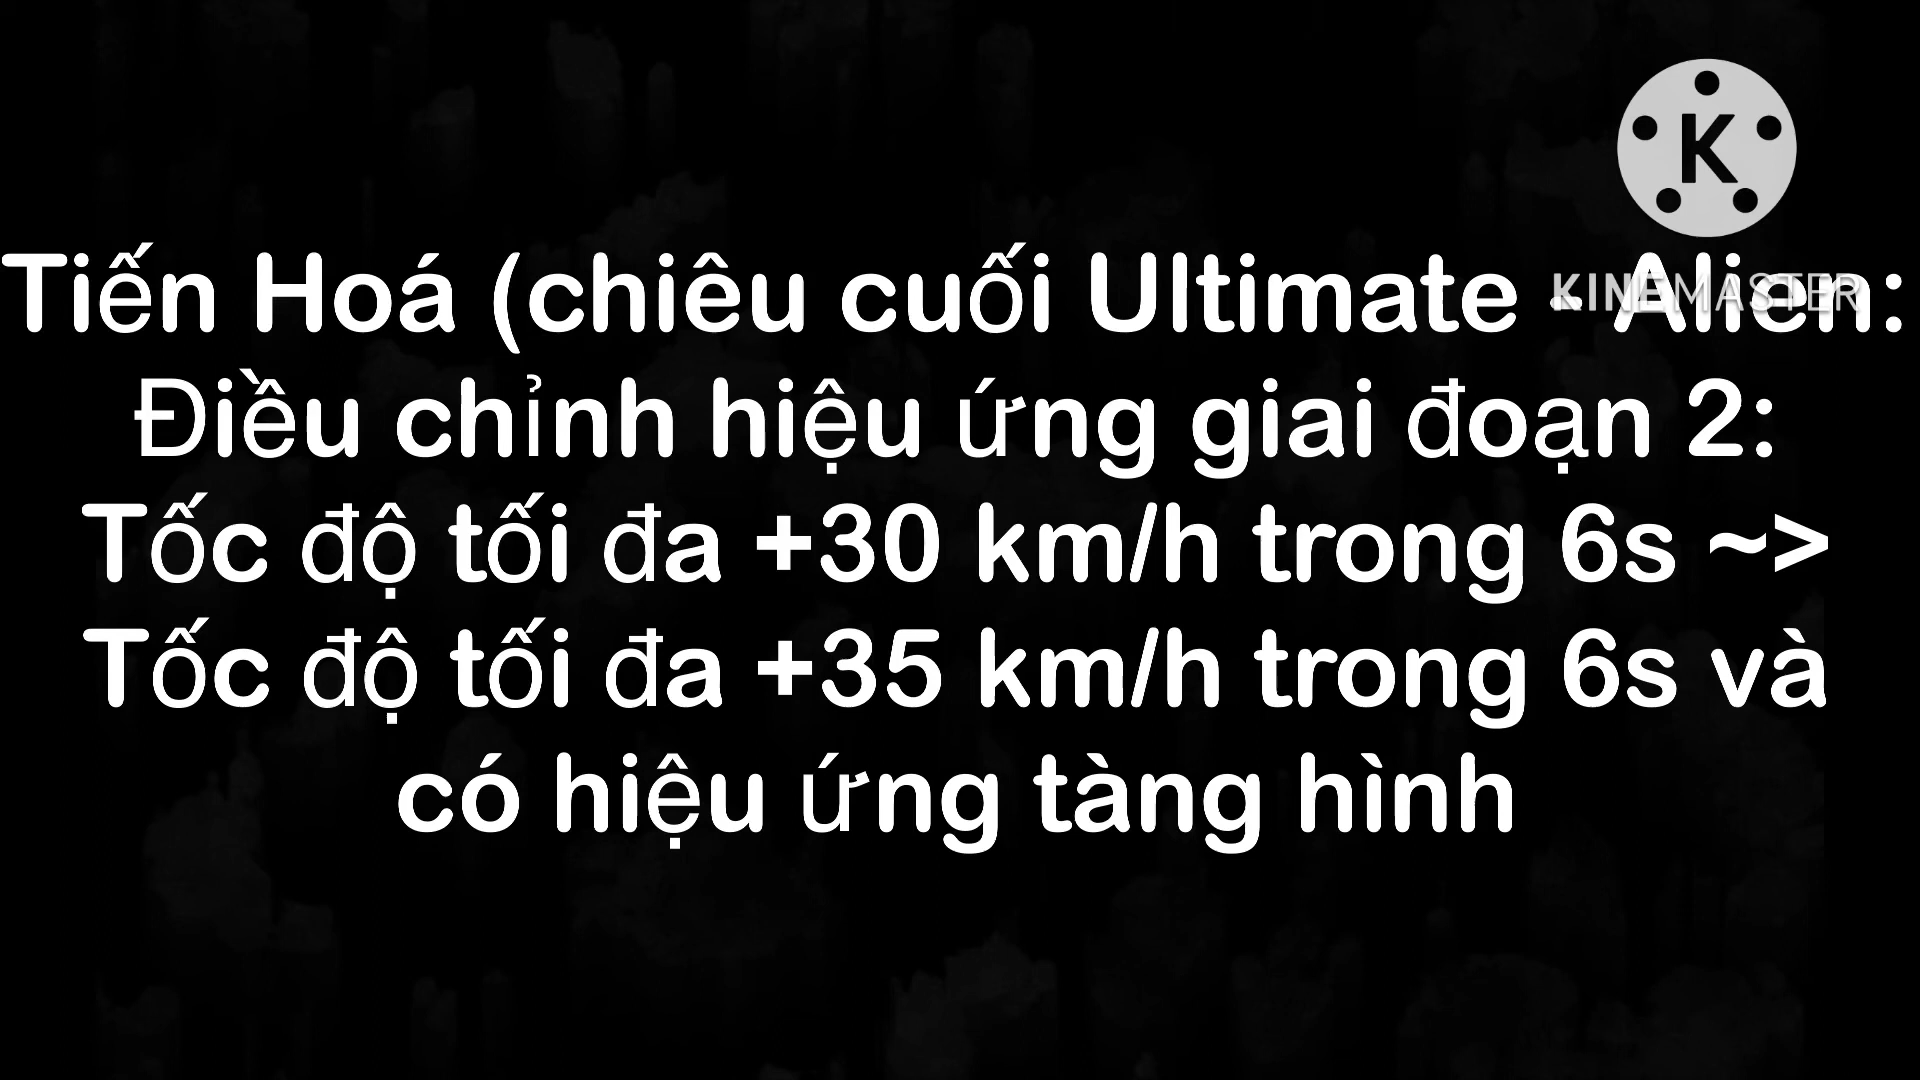 K
KINEMASTER
Tiến Hoá (chiêu cuối Ultimate - Alien:
Điều chỉnh hiệu ứng giai đoạn 2:
Tốc độ tối đa +30 km/h trong 6s ~>
Tốc độ tối đa +35 km/h trong 6s và
có hiệu ứng tàng hình